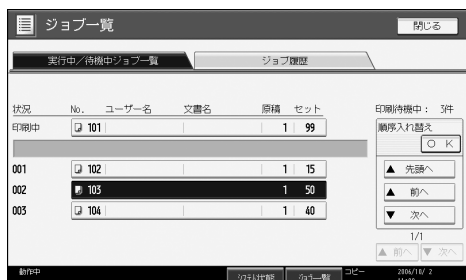 ジョブ一覧
閉じる
実行中/待機中ジョブ一覧
ジョブ履歴
状況 No. ユーザー名 文書名 原稿 セット
印刷待機中: 3件
印刷中 101 1 99
順序入れ替え
OK
001 102 1 15
▲ 先頭へ
002 103 1 50
▲ 前へ
003 104 1 40
▼ 次へ
1/1
▲ 前へ ▼ 次へ
動作中
システム状態 ジョブ一覧 コピー 2006/10/ 2